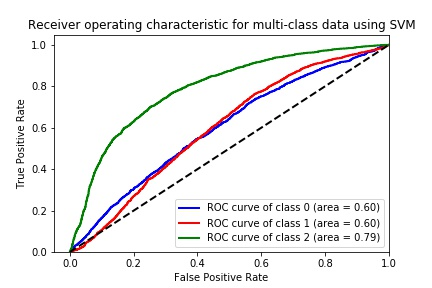 Receiver operating characteristic for multi-class data using SVM
1.0
0.8
0.6
0.4
0.2
0.0
True Positive Rate
ROC curve of class 0 (area = 0.60)
ROC curve of class 1 (area = 0.60)
ROC curve of class 2 (area = 0.79)
0.0 0.2 0.4 0.6 0.8 1.0
False Positive Rate